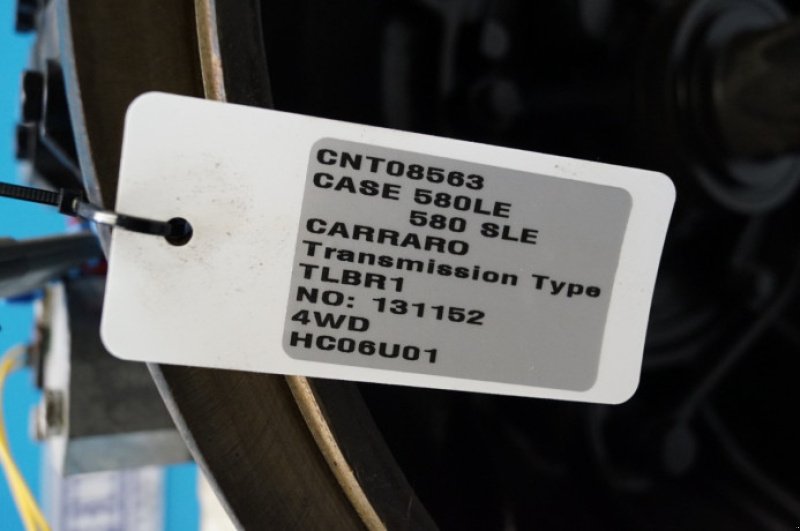 CNT08563
CASE 580LE
580 SLE
CARRARO
Transmission Type
TLBR1
NO: 131152
4WD
HC06U01